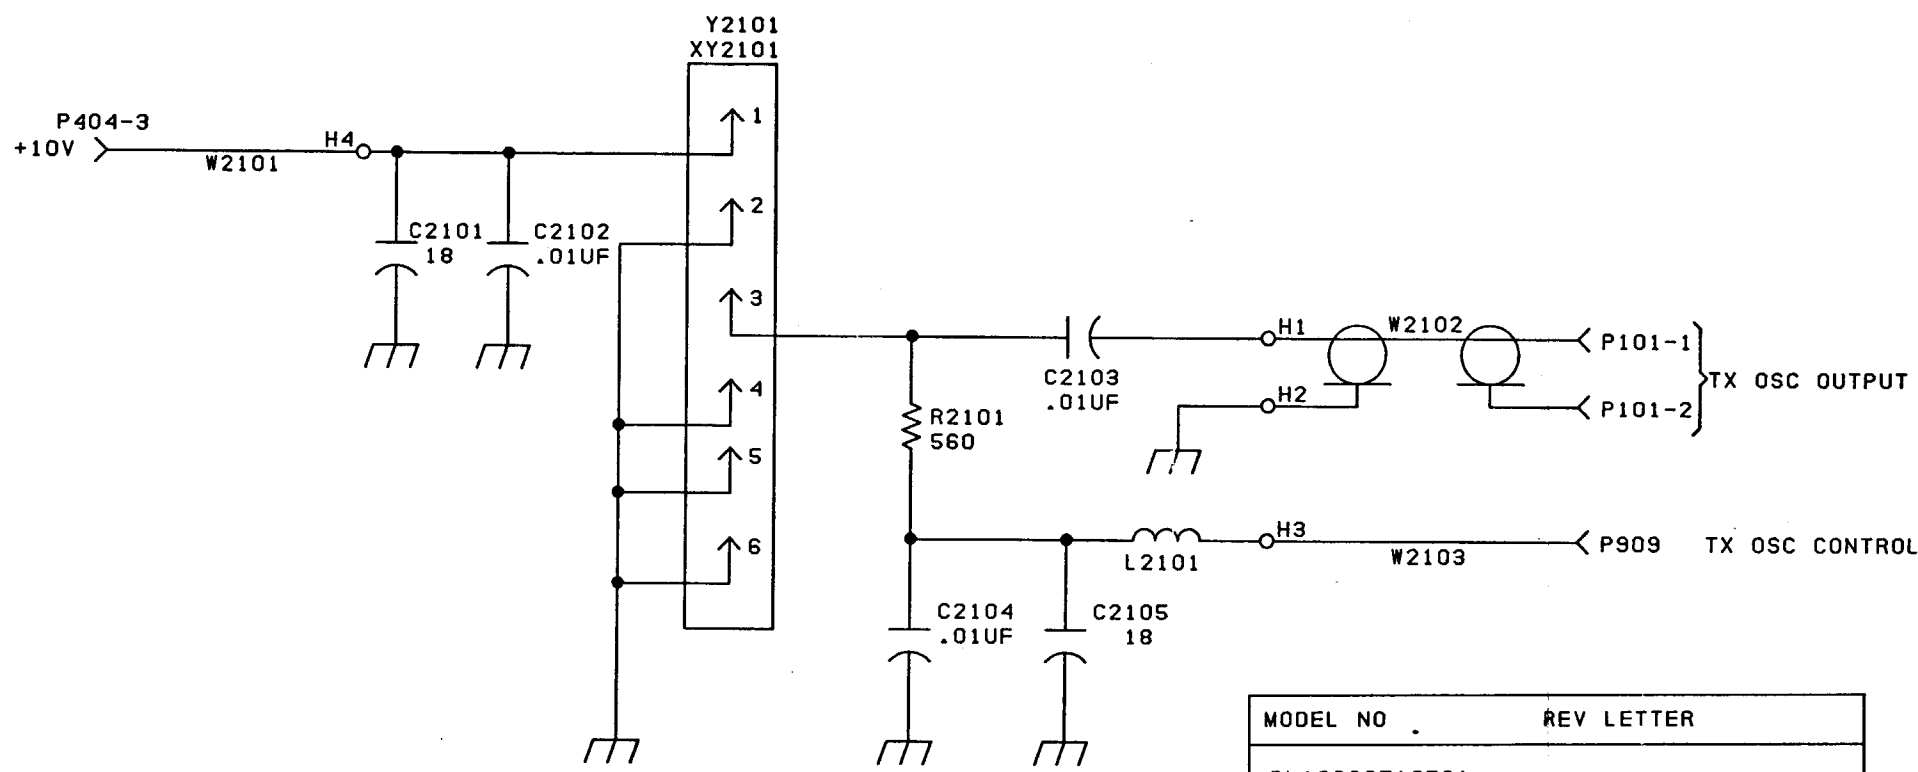 Y2101
XY2101
P404-3
+10V
W2101
H4
C2101
18
C2102
.01UF
1
2
3
4
5
6
C2103
.01UF
R2101
560
H1
W2102
P101-1
H2
P101-2
TX OSC OUTPUT
L2101
H3
W2103
P909
TX OSC CONTROL
C2104
.01UF
C2105
18
MODEL NO REV LETTER